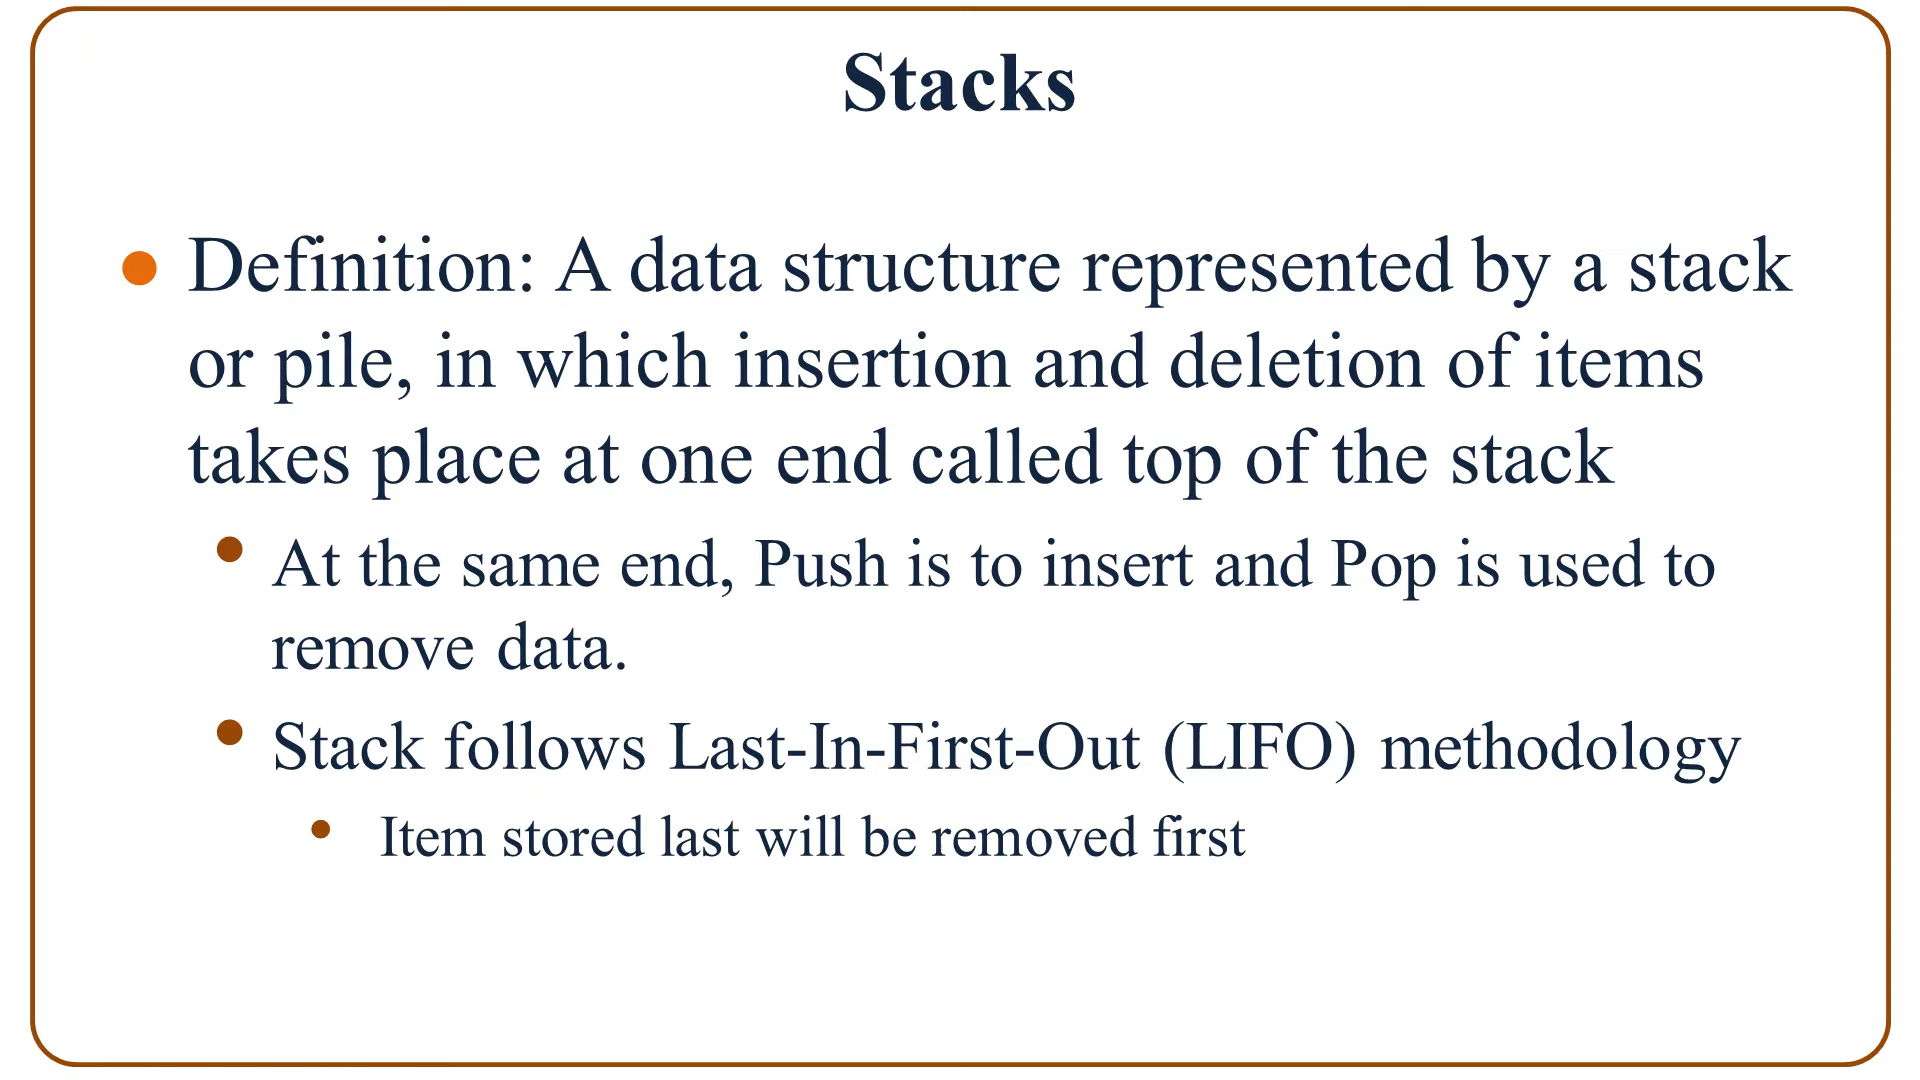 Stacks
• Definition: A data structure represented by a stack
or pile, in which insertion and deletion of items
takes place at one end called top of the stack
• At the same end, Push is to insert and Pop is used to
remove data.
• Stack follows Last-In-First-Out (LIFO) methodology
• Item stored last will be removed first